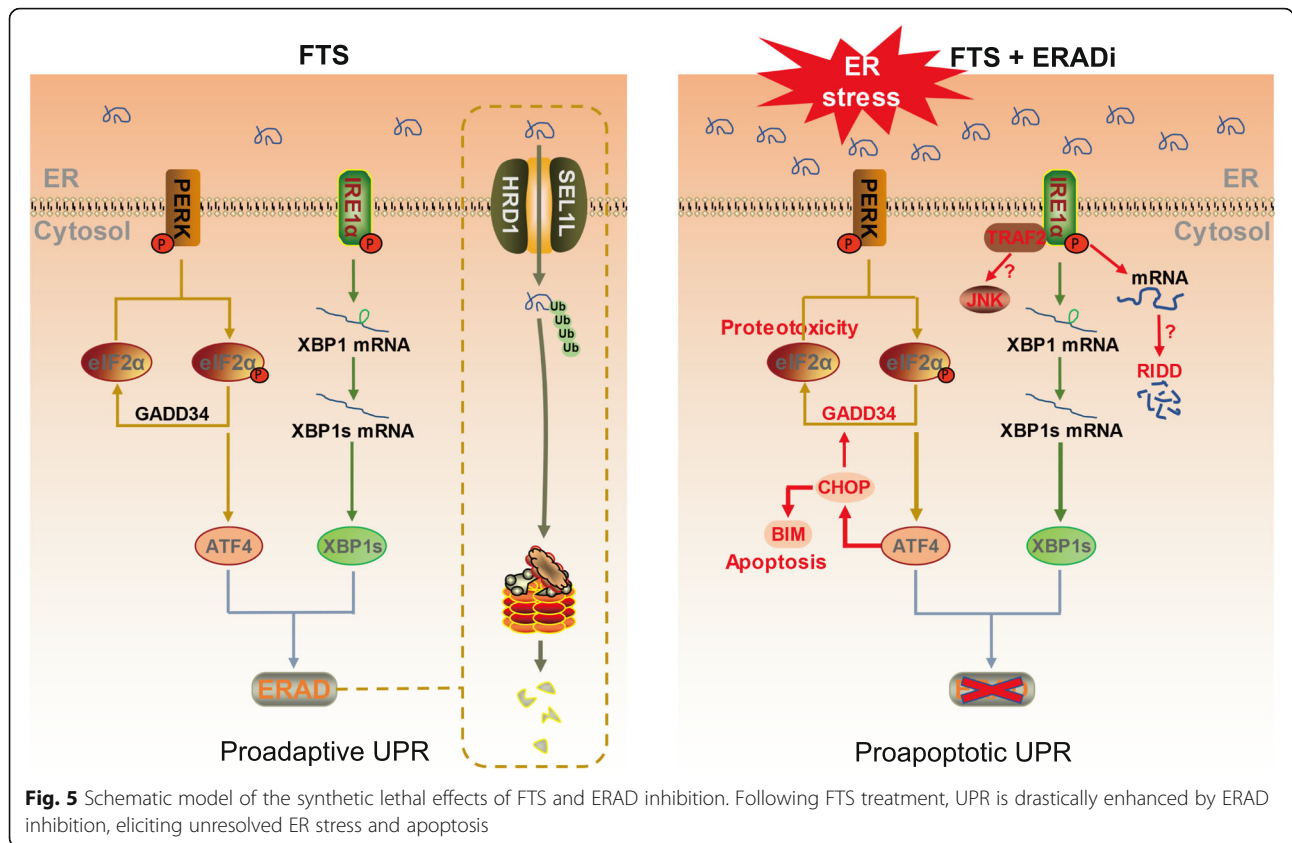 FTS
ER
Cytosol
PERK
P
IRE1α
P
HRD1
SEL1L
Ub
Ub
Ub
Ub
eIF2α
eIF2α
P
GADD34
XBP1 mRNA
XBP1s mRNA
ATF4
XBP1s
ERAD
Proadaptive UPR
FTS + ERADi
ER
stress
ER
Cytosol
PERK
P
IRE1α
TRAF2
P
?
JNK
mRNA
?
RIDD
Proteotoxicity
eIF2α
eIF2α
P
GADD34
XBP1 mRNA
XBP1s mRNA
CHOP
BIM
Apoptosis
ATF4
XBP1s
Proapoptotic UPR
Fig. 5 Schematic model of the synthetic lethal effects of FTS and ERAD inhibition. Following FTS treatment, UPR is drastically enhanced by ERAD
inhibition, eliciting unresolved ER stress and apoptosis